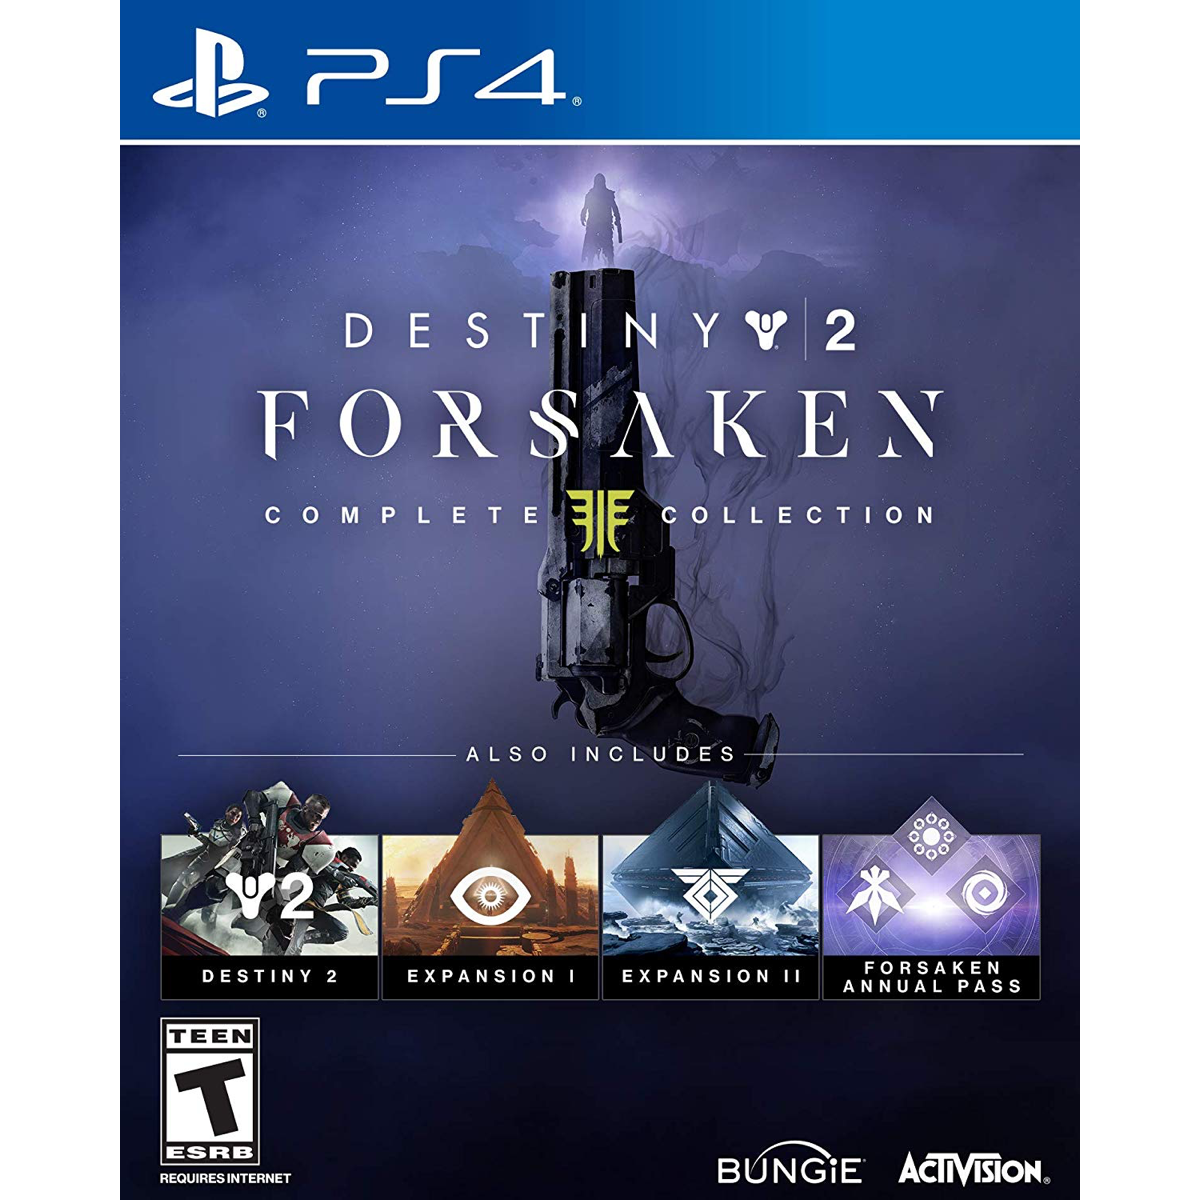 PS4®
DESTINY 2
FORSAKEN
COMPLETE COLLECTION
ALSO INCLUDES
2
DESTINY 2
EXPANSION I
EXPANSION II
FORSAKEN
ANNUAL PASS
TEEN
T
ESRB
REQUIRES INTERNET
BUNGiE
ACTIVISION®